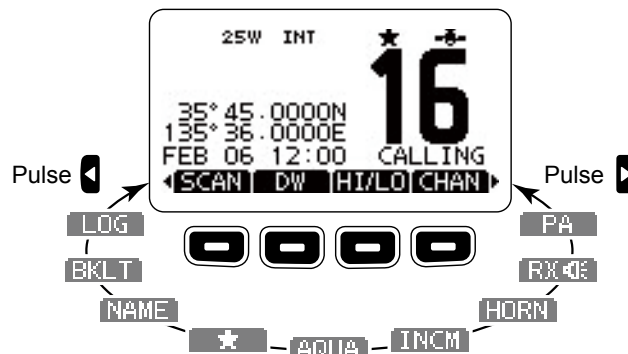 25W INT
16
35° 45.0000N
135° 36.0000E
FEB 06 12:00 CALLING
Pulse
Pulse
SCAN DW HI/LO CHAN
LOG
PA
BKLT
RX
NAME
HORN
AQUA
INCM